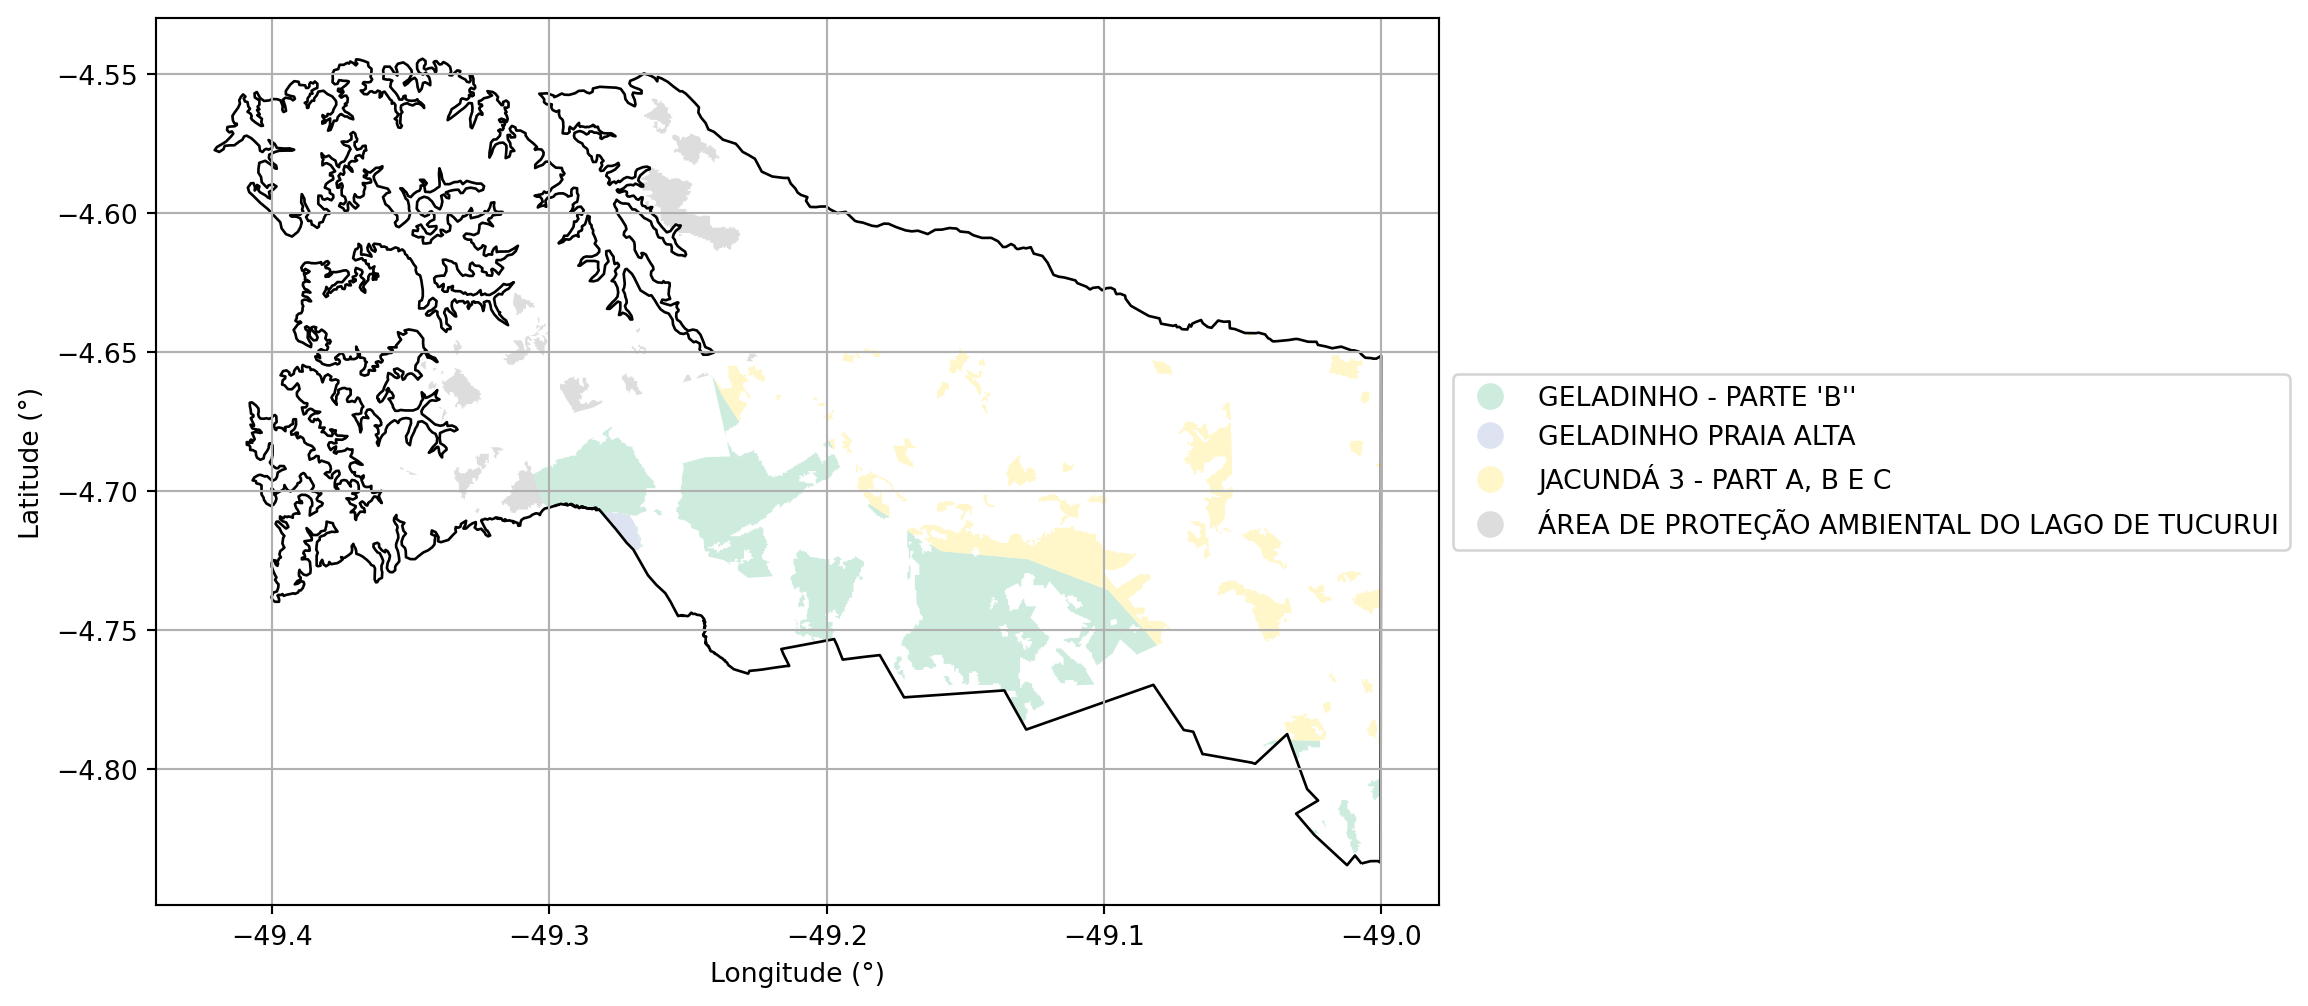 −4.55
−4.60
−4.65
−4.70
−4.75
−4.80
Latitude (°)
−49.4
−49.3
−49.2
−49.1
−49.0
Longitude (°)
GELADINHO - PARTE 'B''
GELADINHO PRAIA ALTA
JACUNDÁ 3 - PART A, B E C
ÁREA DE PROTEÇÃO AMBIENTAL DO LAGO DE TUCURUI